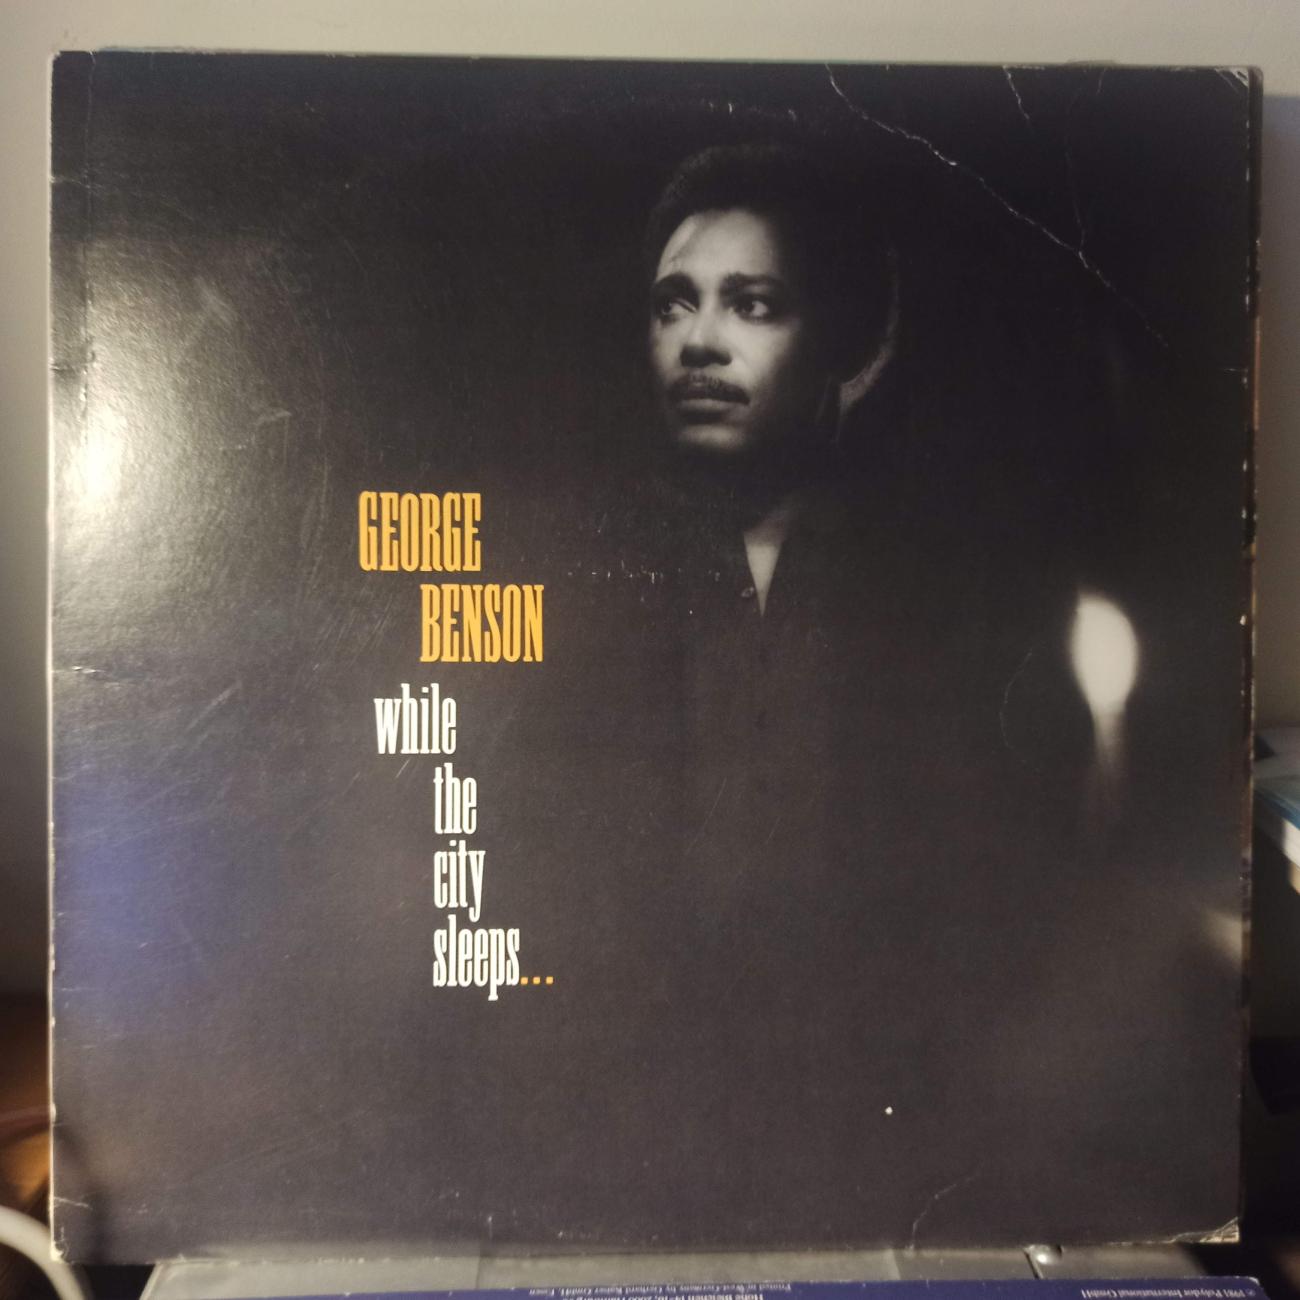 GEORGE
BENSON
while
the
city
sleeps...